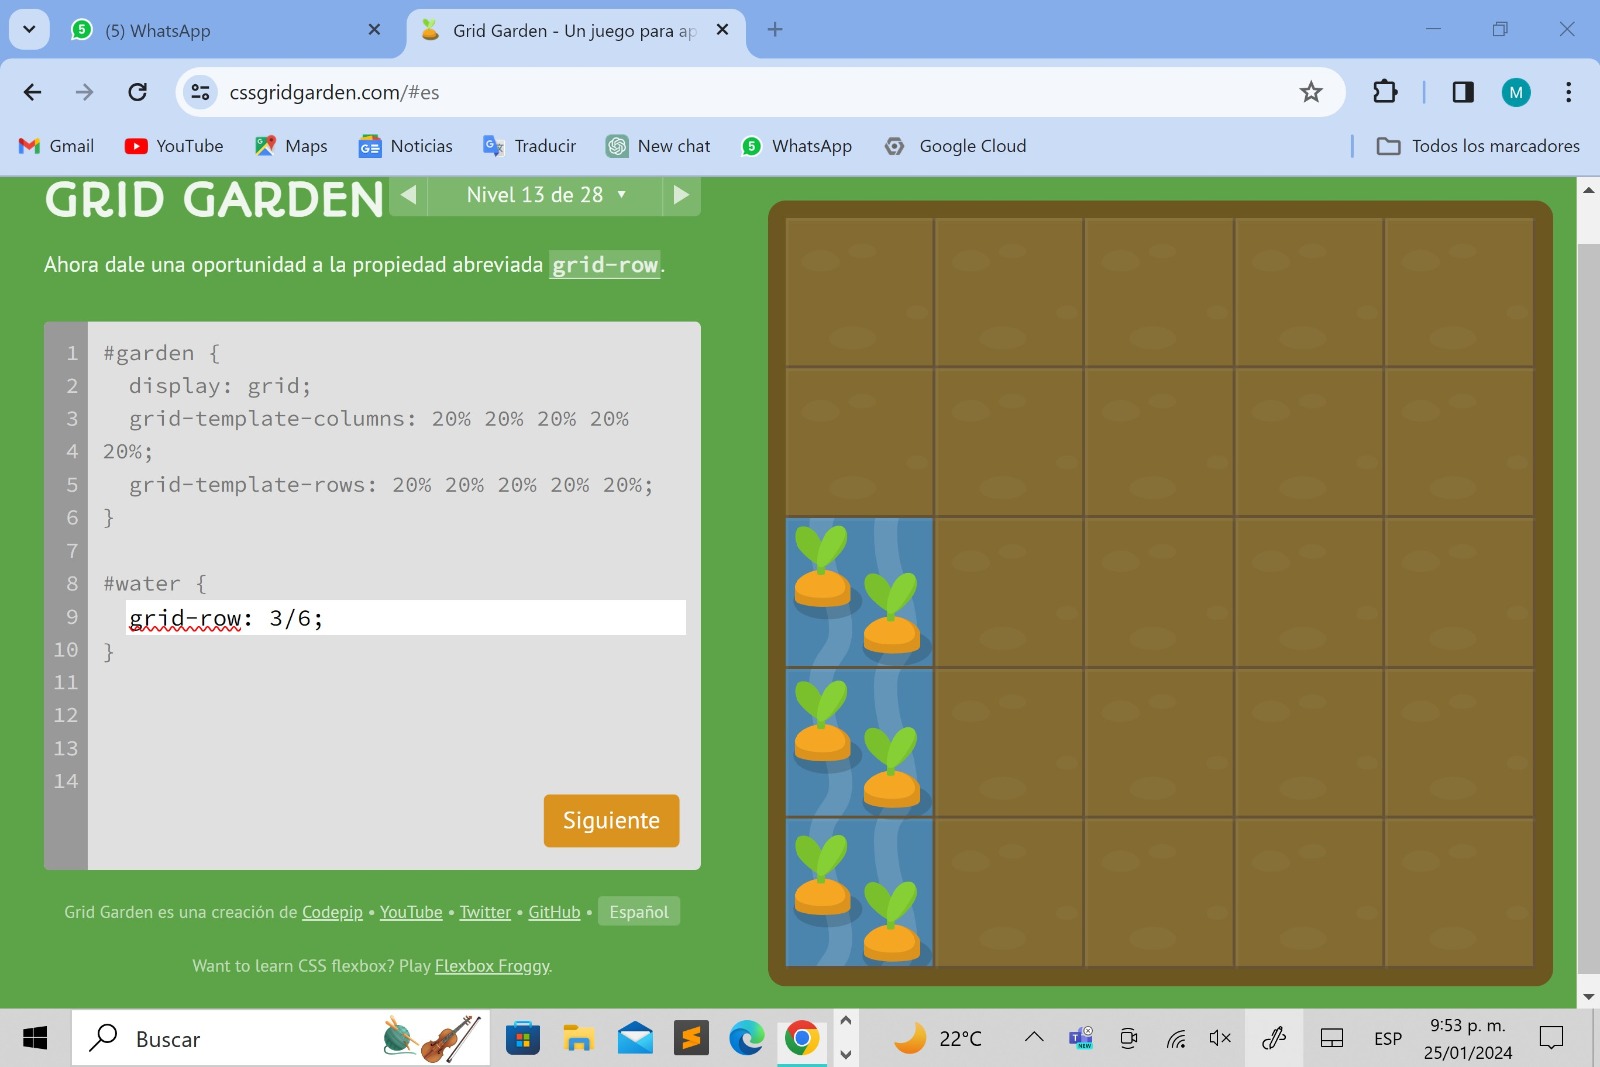 5 (5) WhatsApp
Grid Garden - Un juego para ap
cssgridgarden.com/#es
M
Gmail YouTube Maps GE Noticias Traducir New chat 5 WhatsApp Google Cloud Todos los marcadores
GRID GARDEN
Nivel 13 de 28 ▼
Ahora dale una oportunidad a la propiedad abreviada grid-row.
1 #garden {
2 display: grid;
3 grid-template-columns: 20% 20% 20% 20%
4 20%;
5 grid-template-rows: 20% 20% 20% 20% 20%;
6 }
7
8 #water {
9 grid-row: 3/6;
10 }
11
12
13
14
Siguiente
Grid Garden es una creación de Codepip • YouTube • Twitter • GitHub • Español
Want to learn CSS flexbox? Play Flexbox Froggy.
Buscar
22°C
NEW
ESP
9:53 p. m.
25/01/2024